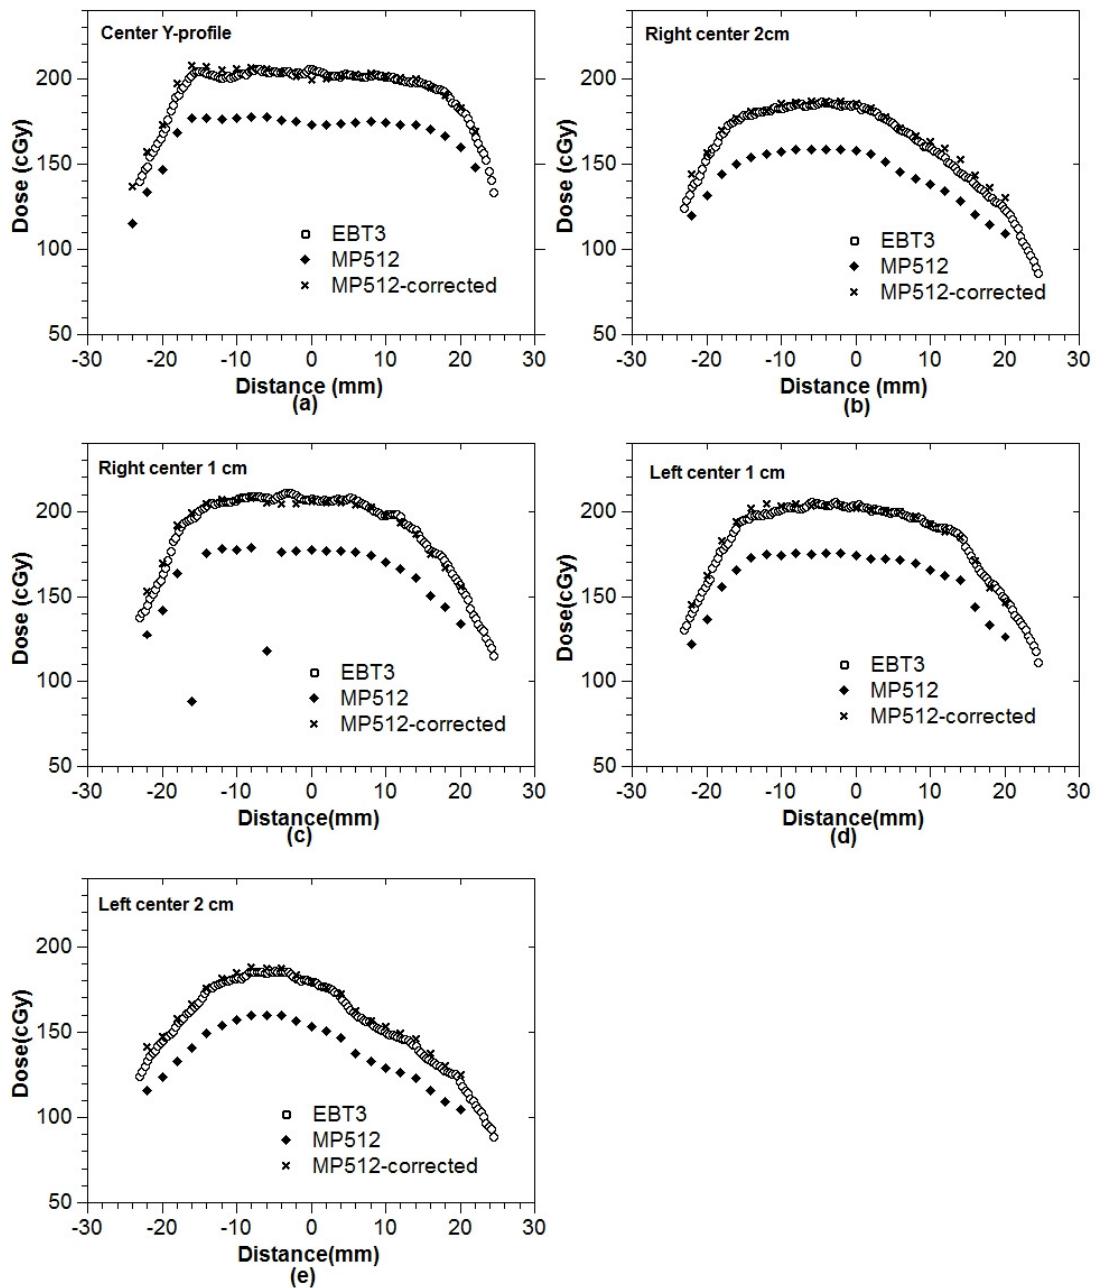 Center Y-profile
200
150
100
50
Dose (cGy)
EBT3
MP512
MP512-corrected
-30 -20 -10 0 10 20 30
Distance (mm)
(a)
Right center 2cm
200
150
100
50
Dose (cGy)
EBT3
MP512
MP512-corrected
-30 -20 -10 0 10 20 30
Distance (mm)
(b)
Right center 1 cm
200
150
100
50
Dose (cGy)
EBT3
MP512
MP512-corrected
-30 -20 -10 0 10 20 30
Distance(mm)
(c)
Left center 1 cm
200
150
100
50
Dose(cGy)
EBT3
MP512
MP512-corrected
-30 -20 -10 0 10 20 30
Distance(mm)
(d)
Left center 2 cm
200
150
100
50
Dose(cGy)
EBT3
MP512
MP512-corrected
-30 -20 -10 0 10 20 30
Distance(mm)
(e)